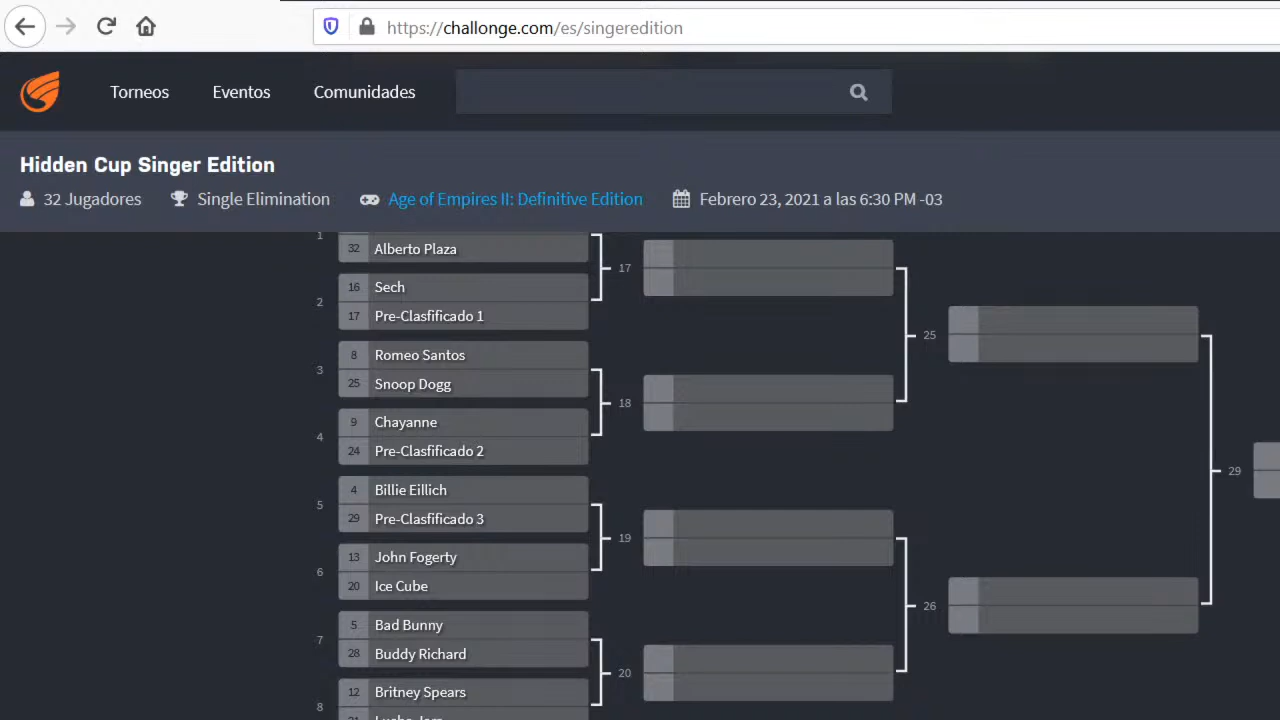 https://challonge.com/es/singeredition
Torneos Eventos Comunidades
Hidden Cup Singer Edition
32 Jugadores Single Elimination Age of Empires II: Definitive Edition Febrero 23, 2021 a las 6:30 PM -03
1
32 Alberto Plaza
17
2
16 Sech
17 Pre-Clasfificado 1
25
3
8 Romeo Santos
25 Snoop Dogg
18
4
9 Chayanne
24 Pre-Clasfificado 2
29
5
4 Billie Eillich
29 Pre-Clasfificado 3
19
6
13 John Fogerty
20 Ice Cube
26
7
5 Bad Bunny
28 Buddy Richard
20
8
12 Britney Spears